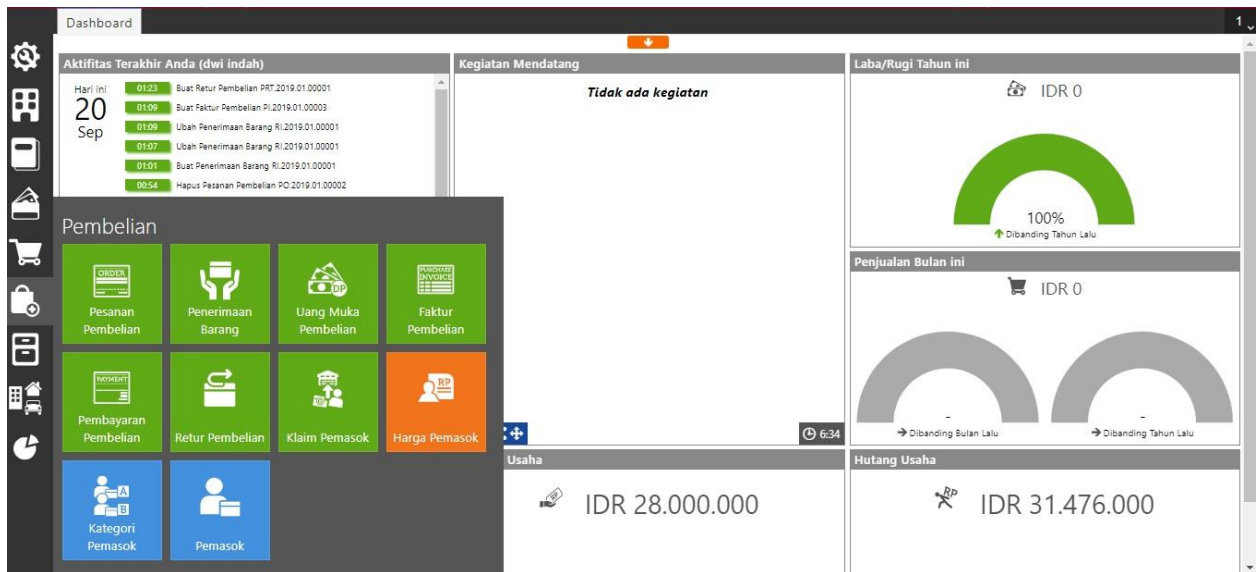 Dashboard
1
Aktifitas Terakhir Anda (dwi indah)
Hari ini
20
Sep
01:23 Buat Retur Pembelian PRT.2019.01.00001
01:09 Buat Faktur Pembelian PI.2019.01.00003
01:09 Ubah Penerimaan Barang RI.2019.01.00001
01:07 Ubah Penerimaan Barang RI.2019.01.00001
01:01 Buat Penerimaan Barang RI.2019.01.00001
00:54 Hapus Pesanan Pembelian PO.2019.01.00002
Kegiatan Mendatang
Tidak ada kegiatan
6:34
Laba/Rugi Tahun ini
IDR 0
100%
Dibanding Tahun Lalu
Penjualan Bulan ini
IDR 0
-
Dibanding Bulan Lalu
-
Dibanding Tahun Lalu
Pembelian
ORDER
Pesanan
Pembelian
Penerimaan
Barang
DP
Uang Muka
Pembelian
PURCHASE
INVOICE
Faktur
Pembelian
PAYMENT
Pembayaran
Pembelian
Retur Pembelian
Klaim Pemasok
RP
Harga Pemasok
A
B
Kategori
Pemasok
Pemasok
Usaha
IDR 28.000.000
Hutang Usaha
RP
IDR 31.476.000